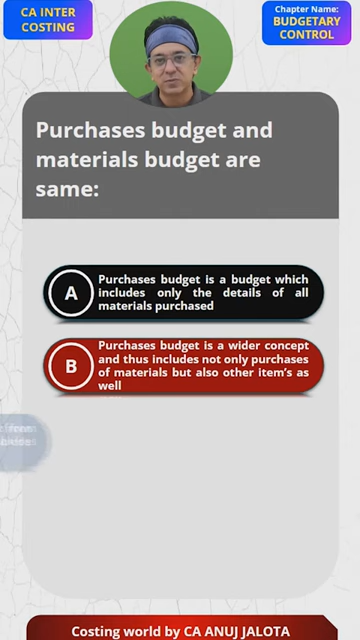 CA INTER
COSTING
Chapter Name:
BUDGETARY
CONTROL
Purchases budget and
materials budget are
same:
A
Purchases budget is a budget which
includes only the details of all
materials purchased
B
Purchases budget is a wider concept
and thus includes not only purchases
of materials but also other item's as
well
Costing world by CA ANUJ JALOTA